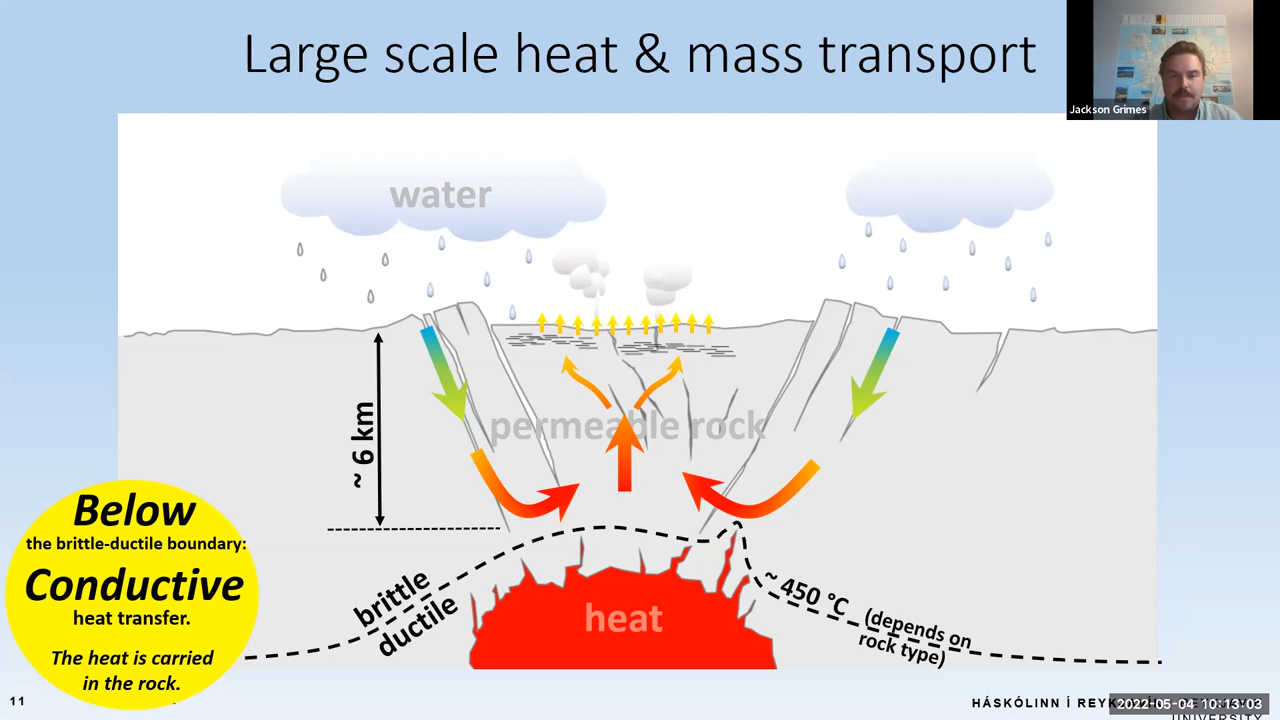 Large scale heat & mass transport
Jackson Grimes
water
permeable rock
~ 6 km
Below
the brittle-ductile boundary:
Conductive
heat transfer.
The heat is carried
in the rock.
brittle
ductile
heat
~ 450 °C (depends on
rock type)
11
HÁSKÓLINN Í
2022-05-04 10:13:03
UNIVERSITY